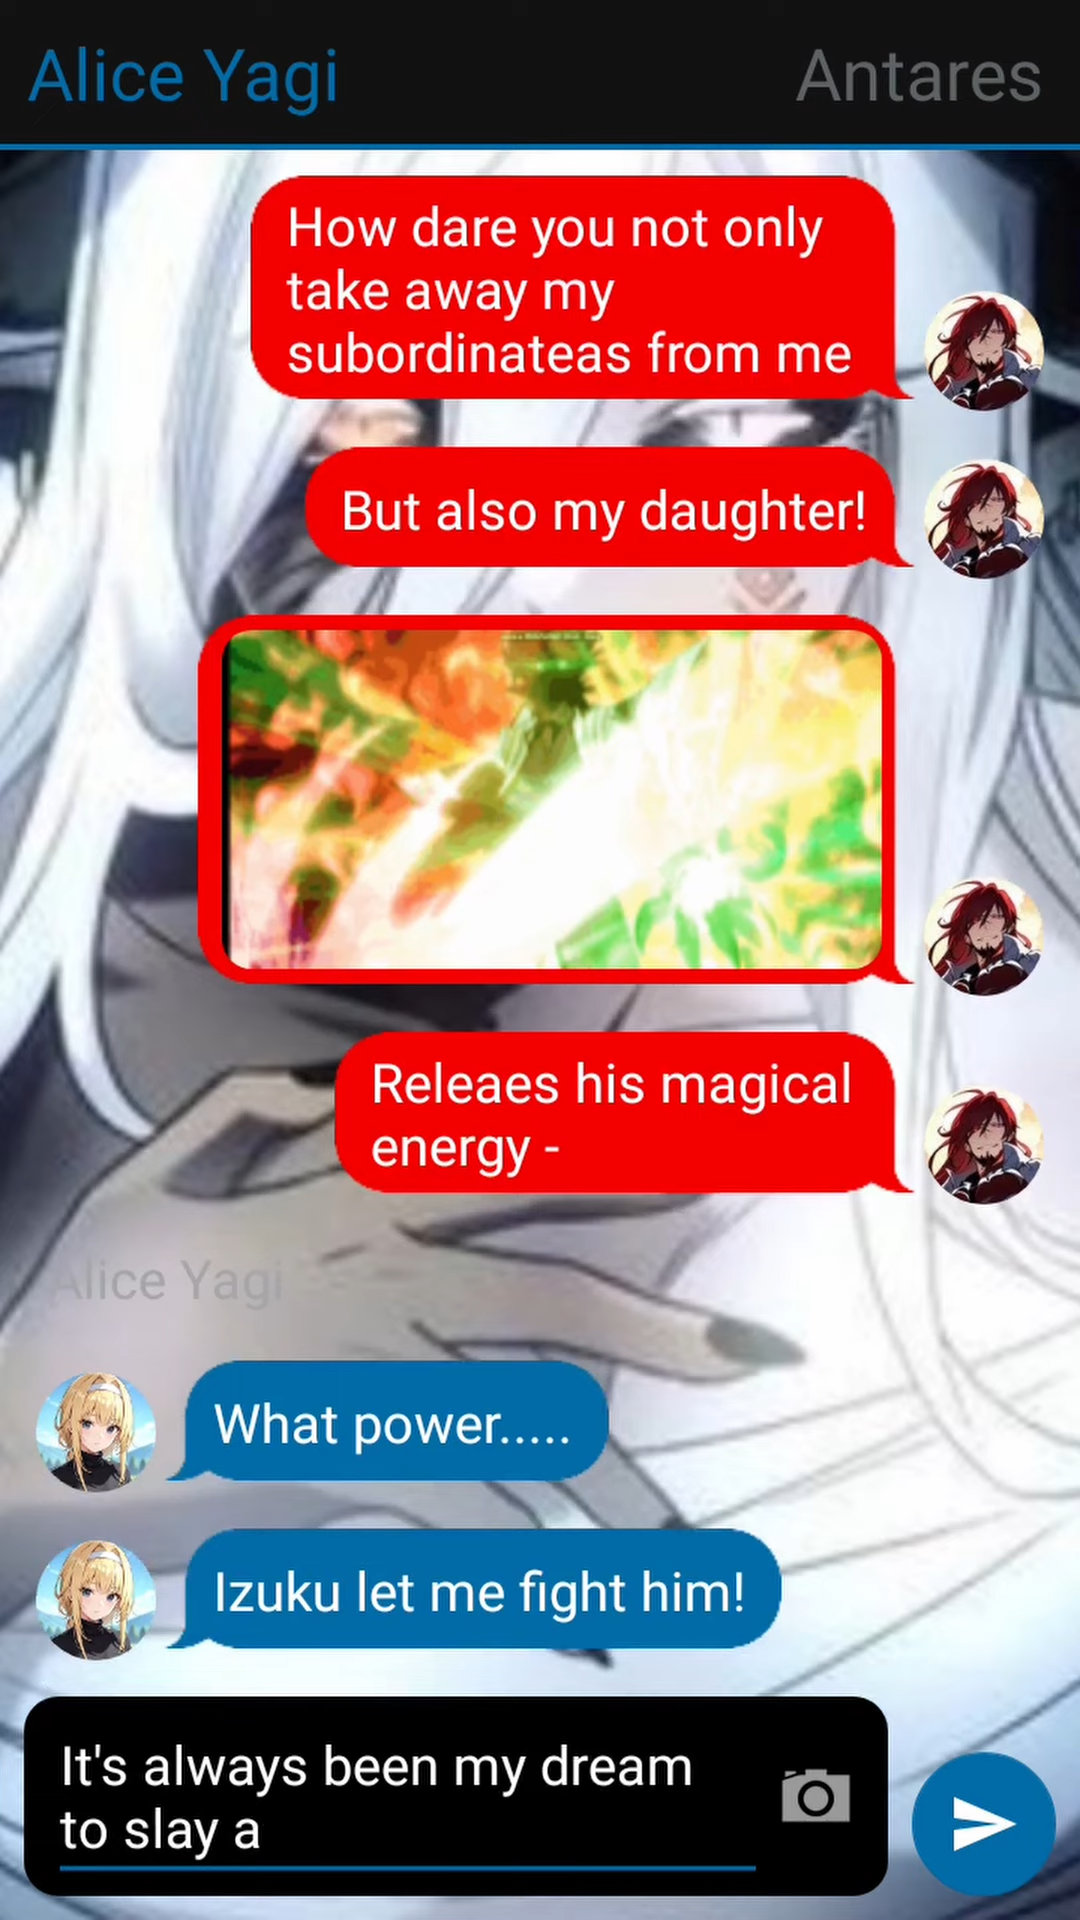 Alice Yagi
Antares
How dare you not only
take away my
subordinateas from me
But also my daughter!
Releaes his magical
energy -
Alice Yagi
What power.....
Izuku let me fight him!
It's always been my dream
to slay a